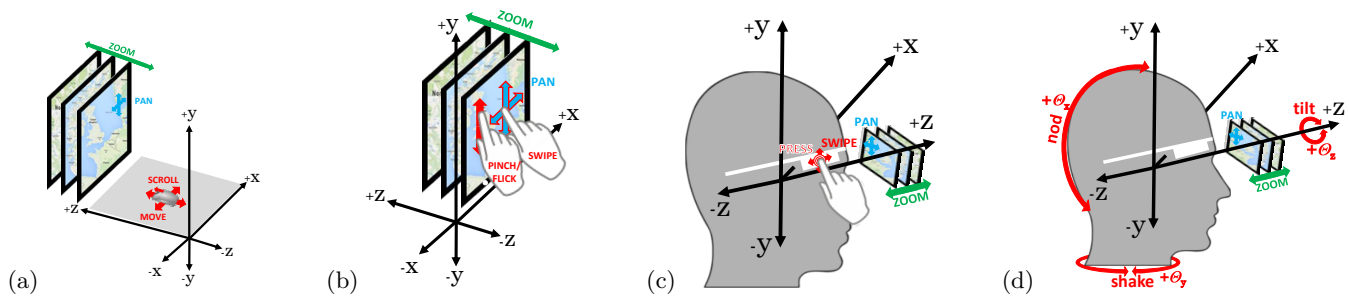 ZOOM
PAN
+y
SCROLL
MOVE
+x
+z
-z
-x
-y
(a)
+y
ZOOM
PAN
+x
PINCH/
FLICK
SWIPE
+z
-z
-x
-y
(b)
+y
+x
PAN
+z
PRESS
SWIPE
ZOOM
-z
-y
(c)
+y
+x
+Θz
nod
PAN
tilt
+z
+Θz
ZOOM
-z
-y
shake
+Θy
(d)